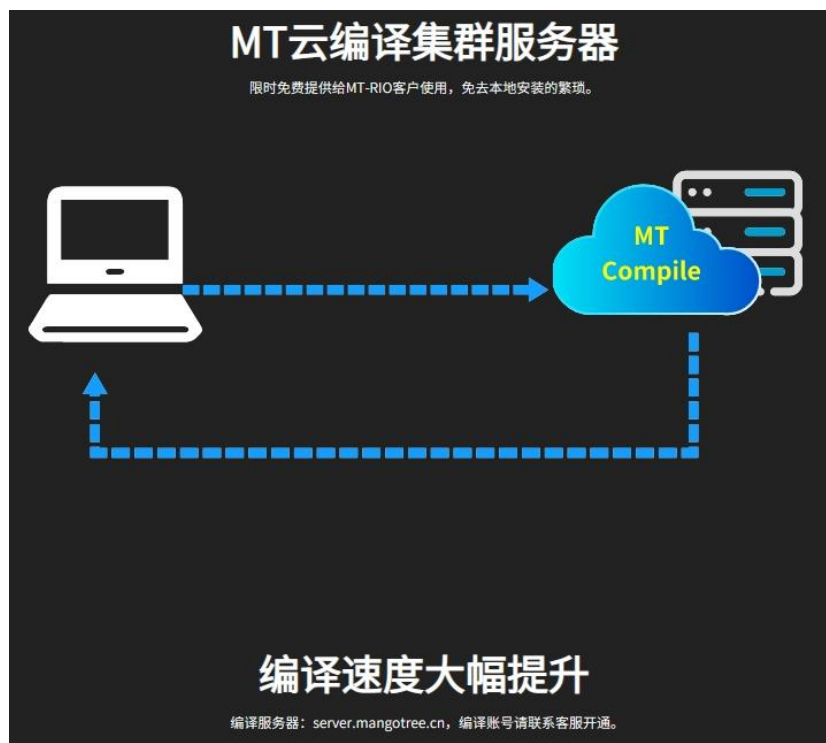 MT云编译集群服务器
限时免费提供给MT-RIO客户使用，免去本地安装的繁琐。
MT
Compile
编译速度大幅提升
编译服务器：server.mangotree.cn，编译账号请联系客服开通。